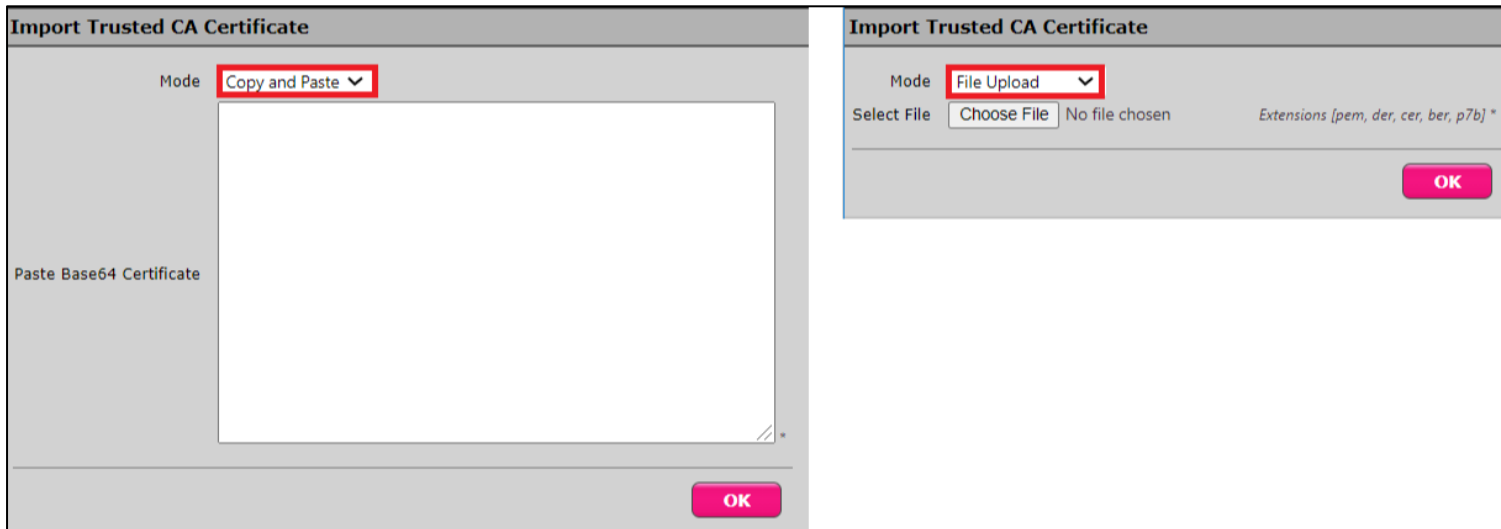 Import Trusted CA Certificate
Mode Copy and Paste
Paste Base64 Certificate
*
OK
Import Trusted CA Certificate
Mode File Upload
Select File Choose File No file chosen Extensions [pem, der, cer, ber, p7b] *
OK